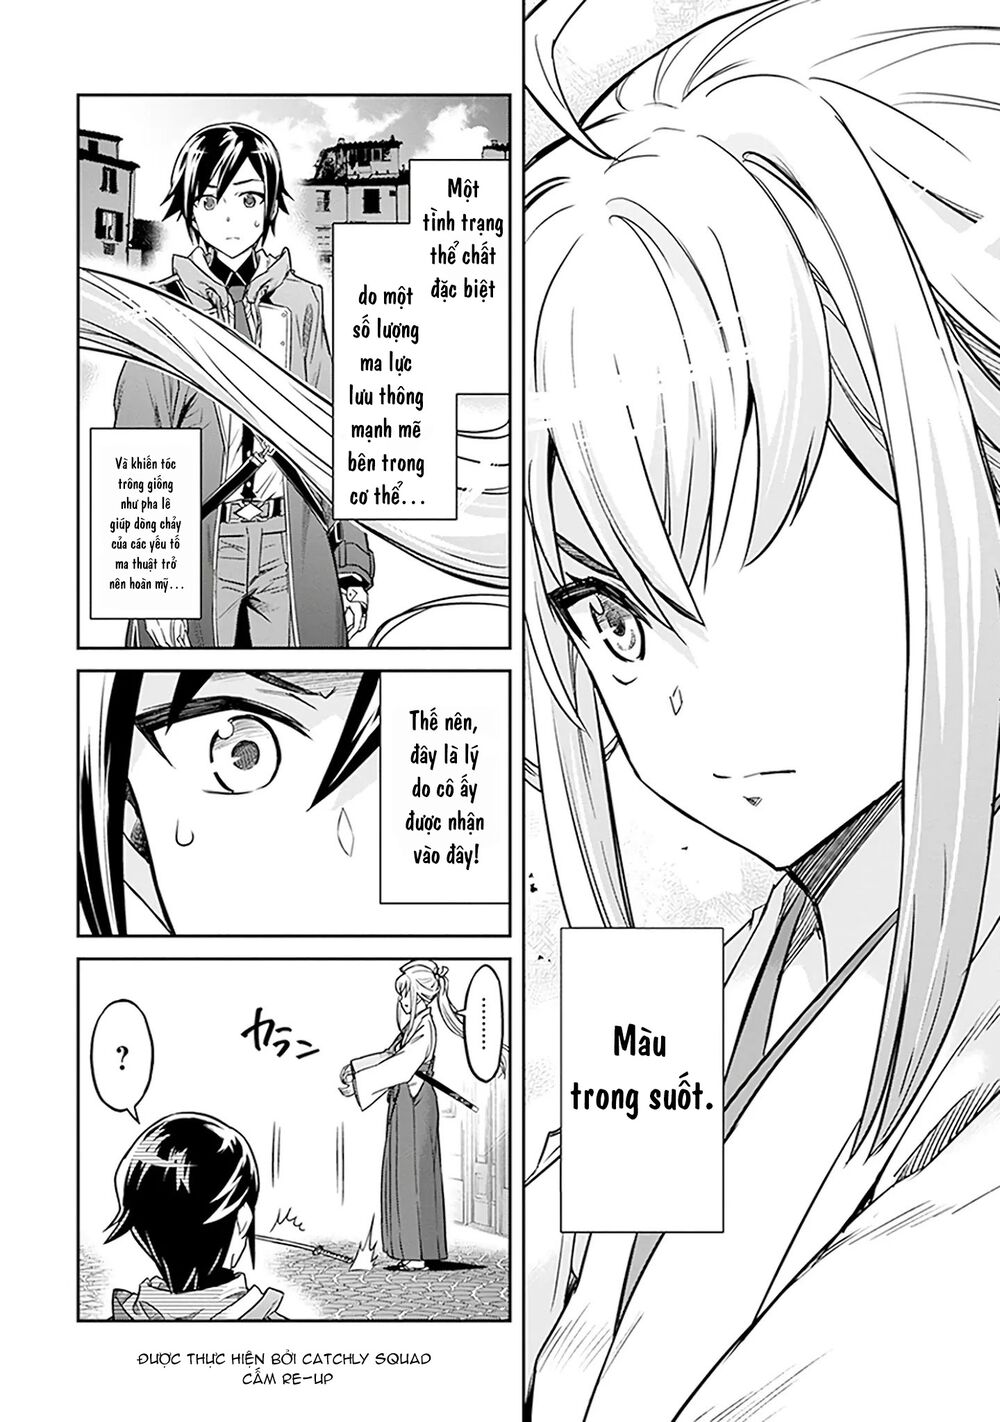 Màu
trong suốt.
Một
tình trạng
thể chất
đặc biệt
do một
số lượng
ma lực
lưu thông
mạnh mẽ
bên trong
cơ thể...
Và khiến tóc
trông giống
như pha lê
giúp dòng chảy
của các yếu tố
ma thuật trở
nên hoàn mỹ...
Thế nên,
đây là lý
do cô ấy
được nhận
vào đây!
........
カラン
?
ĐƯỢC THỰC HIỆN BỞI CATCHLY SQUAD
CẤM RE-UP